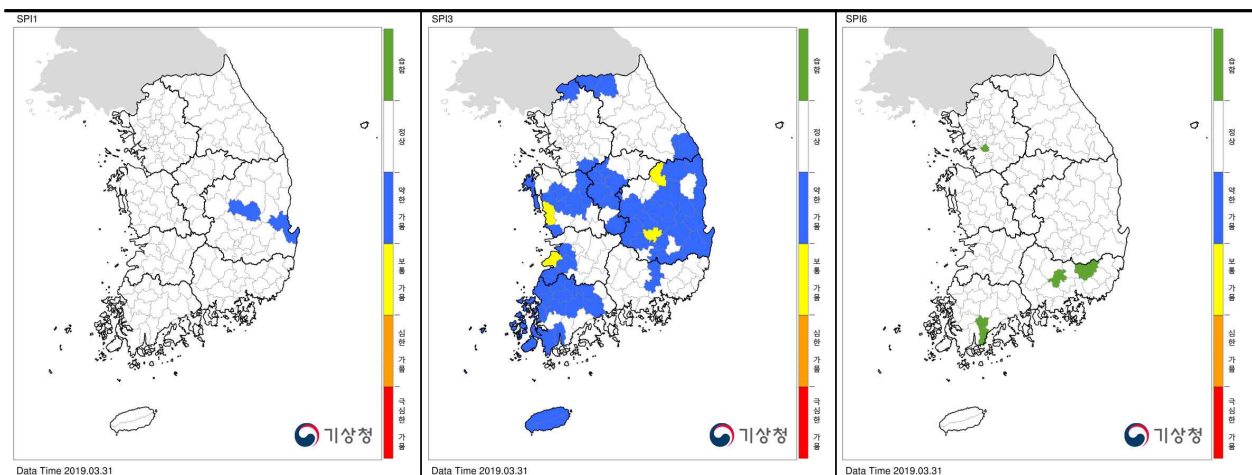 SPI1
습함
정상
약한 가뭄
보통 가뭄
심한 가뭄
극심한 가뭄
기상청
Data Time 2019.03.31
SPI3
습함
정상
약한 가뭄
보통 가뭄
심한 가뭄
극심한 가뭄
기상청
Data Time 2019.03.31
SPI6
습함
정상
약한 가뭄
보통 가뭄
심한 가뭄
극심한 가뭄
기상청
Data Time 2019.03.31